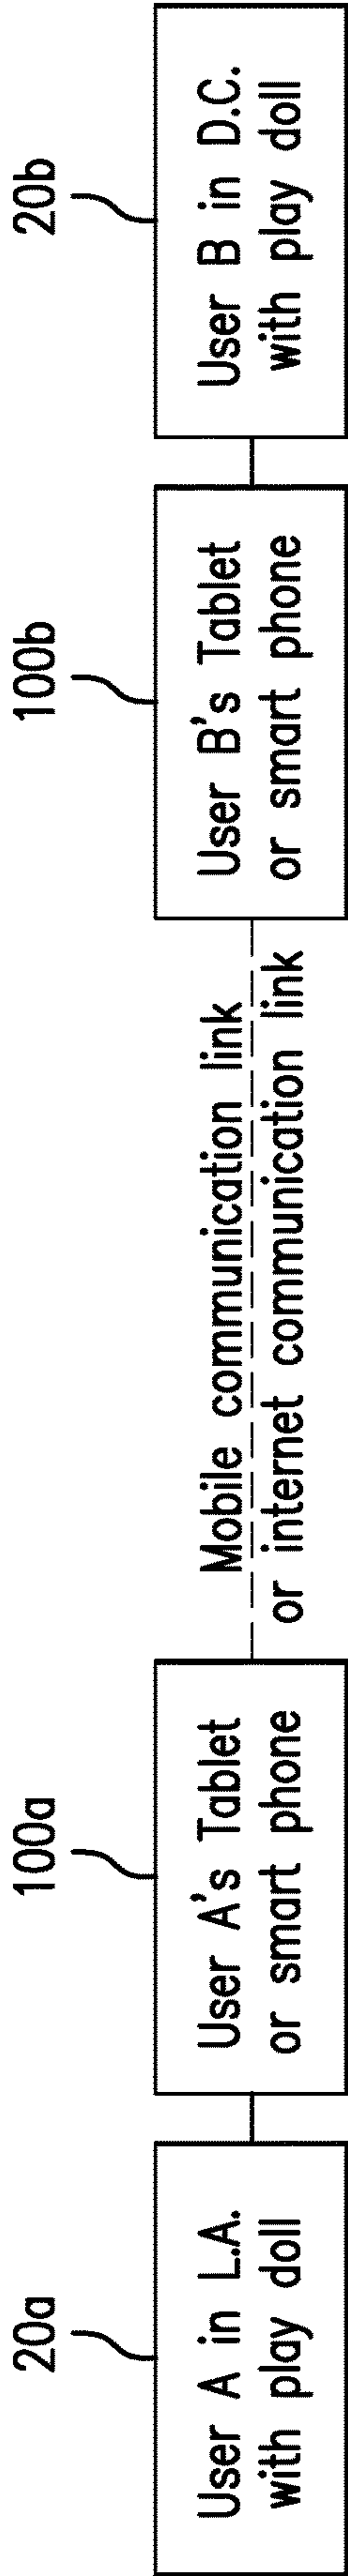 20a
100a
100b
20b
User A in L.A.
with play doll
User A's Tablet
or smart phone
Mobile communication link
or internet communication link
User B's Tablet
or smart phone
User B in D.C.
with play doll